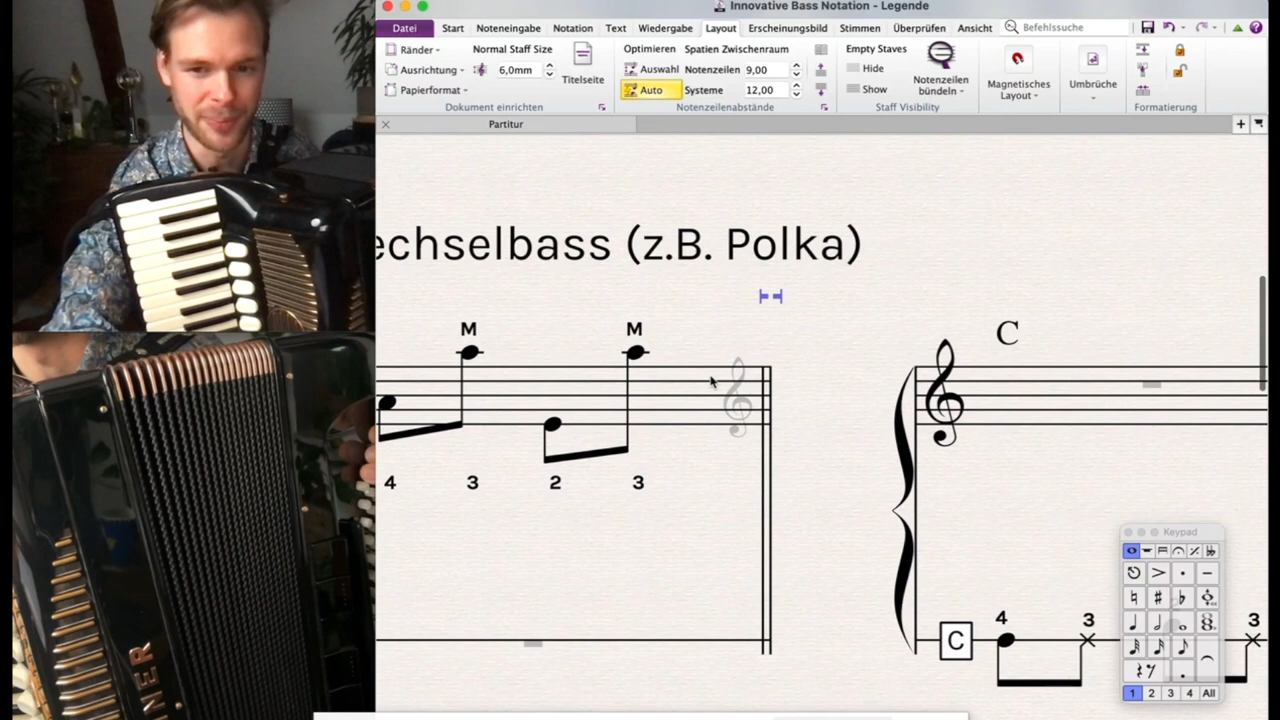 Innovative Bass Notation - Legende
Datei Start Noteneingabe Notation Text Wiedergabe Layout Erscheinungsbild Stimmen Überprüfen Ansicht Befehlssuche
Ränder Normal Staff Size Optimieren Spatien Zwischenraum Empty Staves
Ausrichtung 6,0mm Titelseite Auswahl Notenzeilen 9,00 Hide Notenzeilen bündeln Magnetisches Layout Umbrüche
Papierformat Auto Systeme 12,00 Show
Dokument einrichten Notenzeilenabstände Staff Visibility Formatierung
Partitur
echselbass (z.B. Polka)
M M
C
4 3 2 3
Keypad
4 3 3
C
1 2 3 4 All
NER